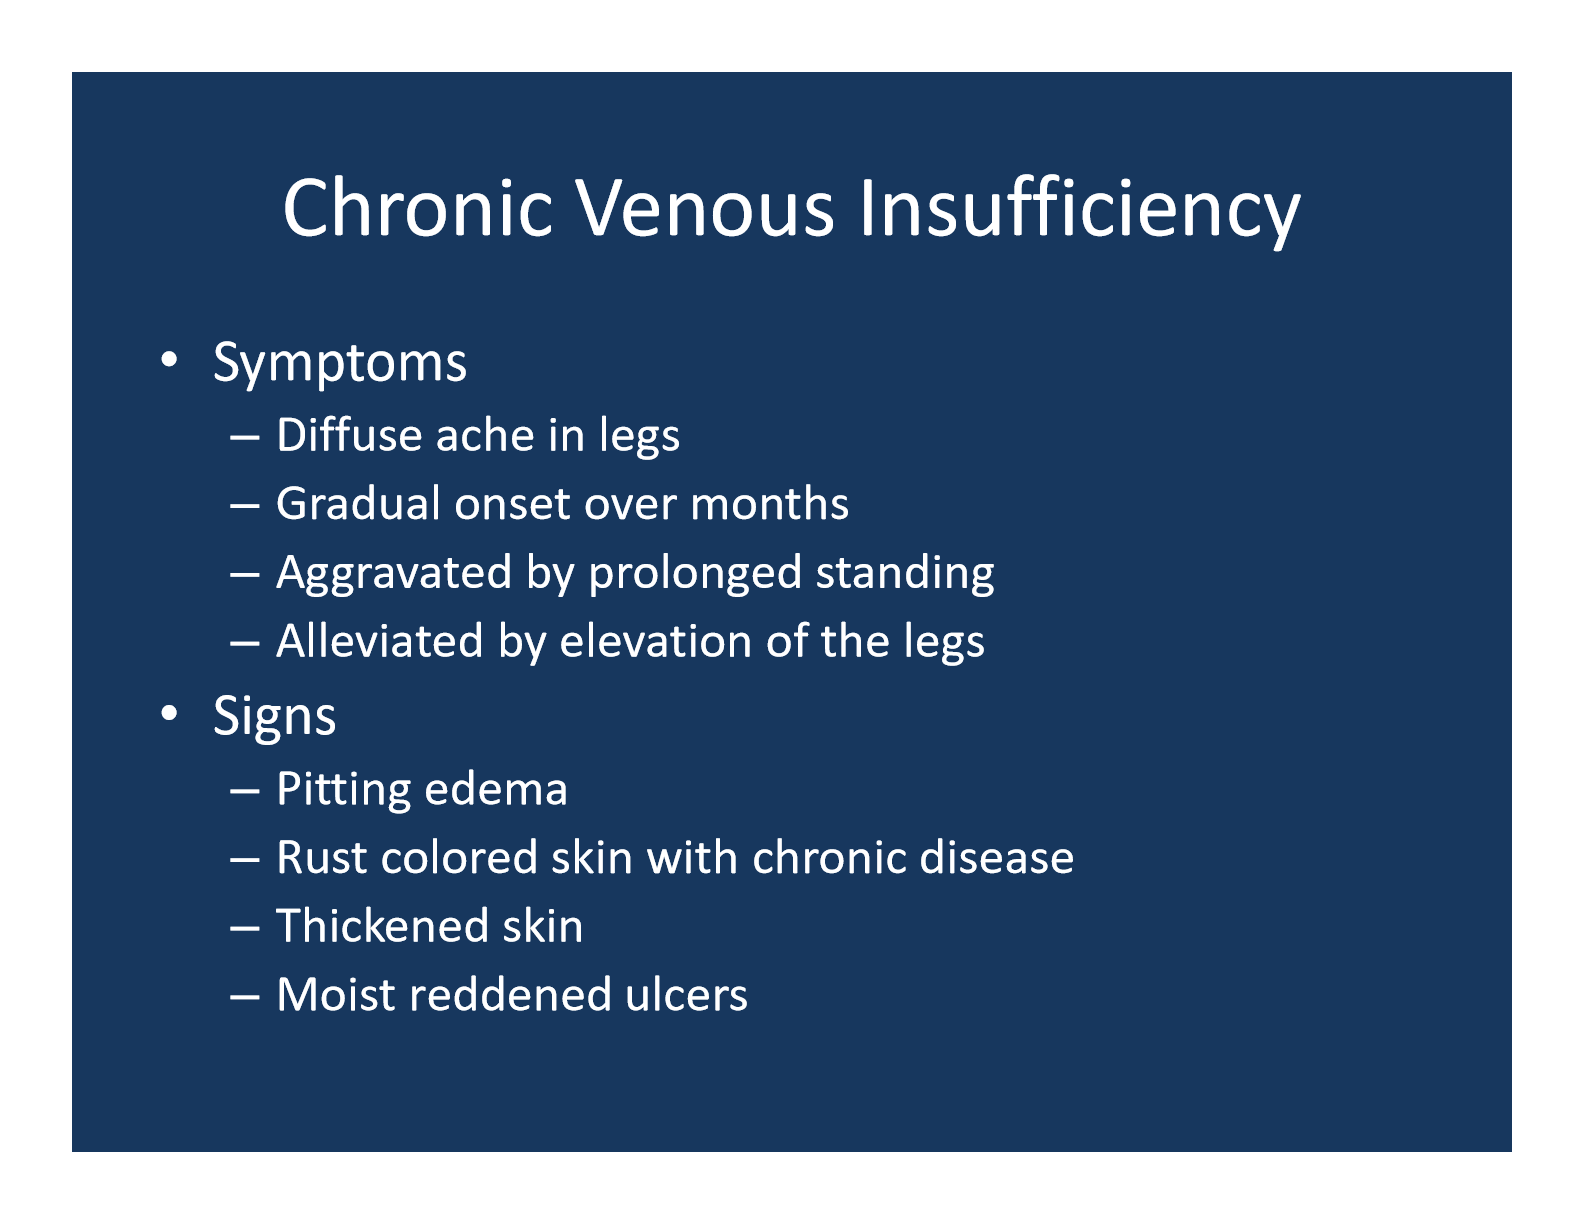 Chronic Venous Insufficiency
• Symptoms
– Diffuse ache in legs
– Gradual onset over months
– Aggravated by prolonged standing
– Alleviated by elevation of the legs
• Signs
– Pitting edema
– Rust colored skin with chronic disease
– Thickened skin
– Moist reddened ulcers